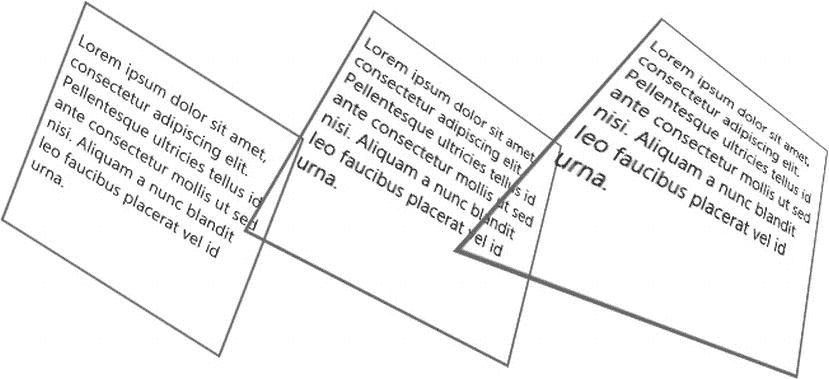 Lorem ipsum dolor sit amet,
consectetur adipiscing elit.
Pellentesque ultricies tellus id
ante consectetur mollis ut sed
nisi. Aliquam a nunc blandit
leo faucibus placerat vel id
urna.
Lorem ipsum dolor sit amet,
consectetur adipiscing elit.
Pellentesque ultricies tellus id
ante consectetur mollis ut sed
nisi. Aliquam a nunc blandit
leo faucibus placerat vel id
urna.
Lorem ipsum dolor sit amet,
consectetur adipiscing elit.
Pellentesque ultricies tellus id
ante consectetur mollis ut sed
nisi. Aliquam a nunc blandit
leo faucibus placerat vel id
urna.